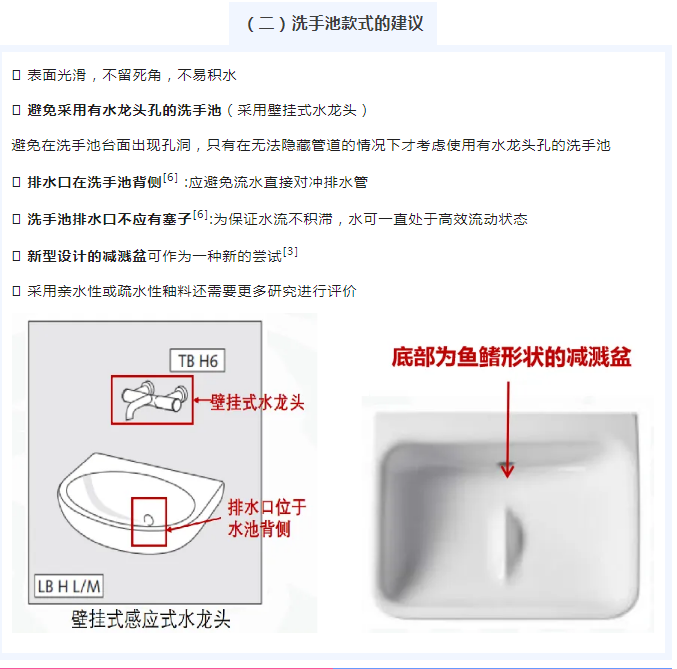 （二）洗手池款式的建议
▯ 表面光滑，不留死角，不易积水
▯ 避免采用有水龙头孔的洗手池（采用壁挂式水龙头）
避免在洗手池台面出现孔洞，只有在无法隐藏管道的情况下才考虑使用有水龙头孔的洗手池
▯ 排水口在洗手池背侧[6] :应避免流水直接对冲排水管
▯ 洗手池排水口不应有塞子[6]:为保证水流不积滞，水可一直处于高效流动状态
▯ 新型设计的减溅盆可作为一种新的尝试[3]
▯ 采用亲水性或疏水性釉料还需要更多研究进行评价
TB H6
壁挂式水龙头
排水口位于
水池背侧
LB H L/M
壁挂式感应式水龙头
底部为鱼鳍形状的减溅盆